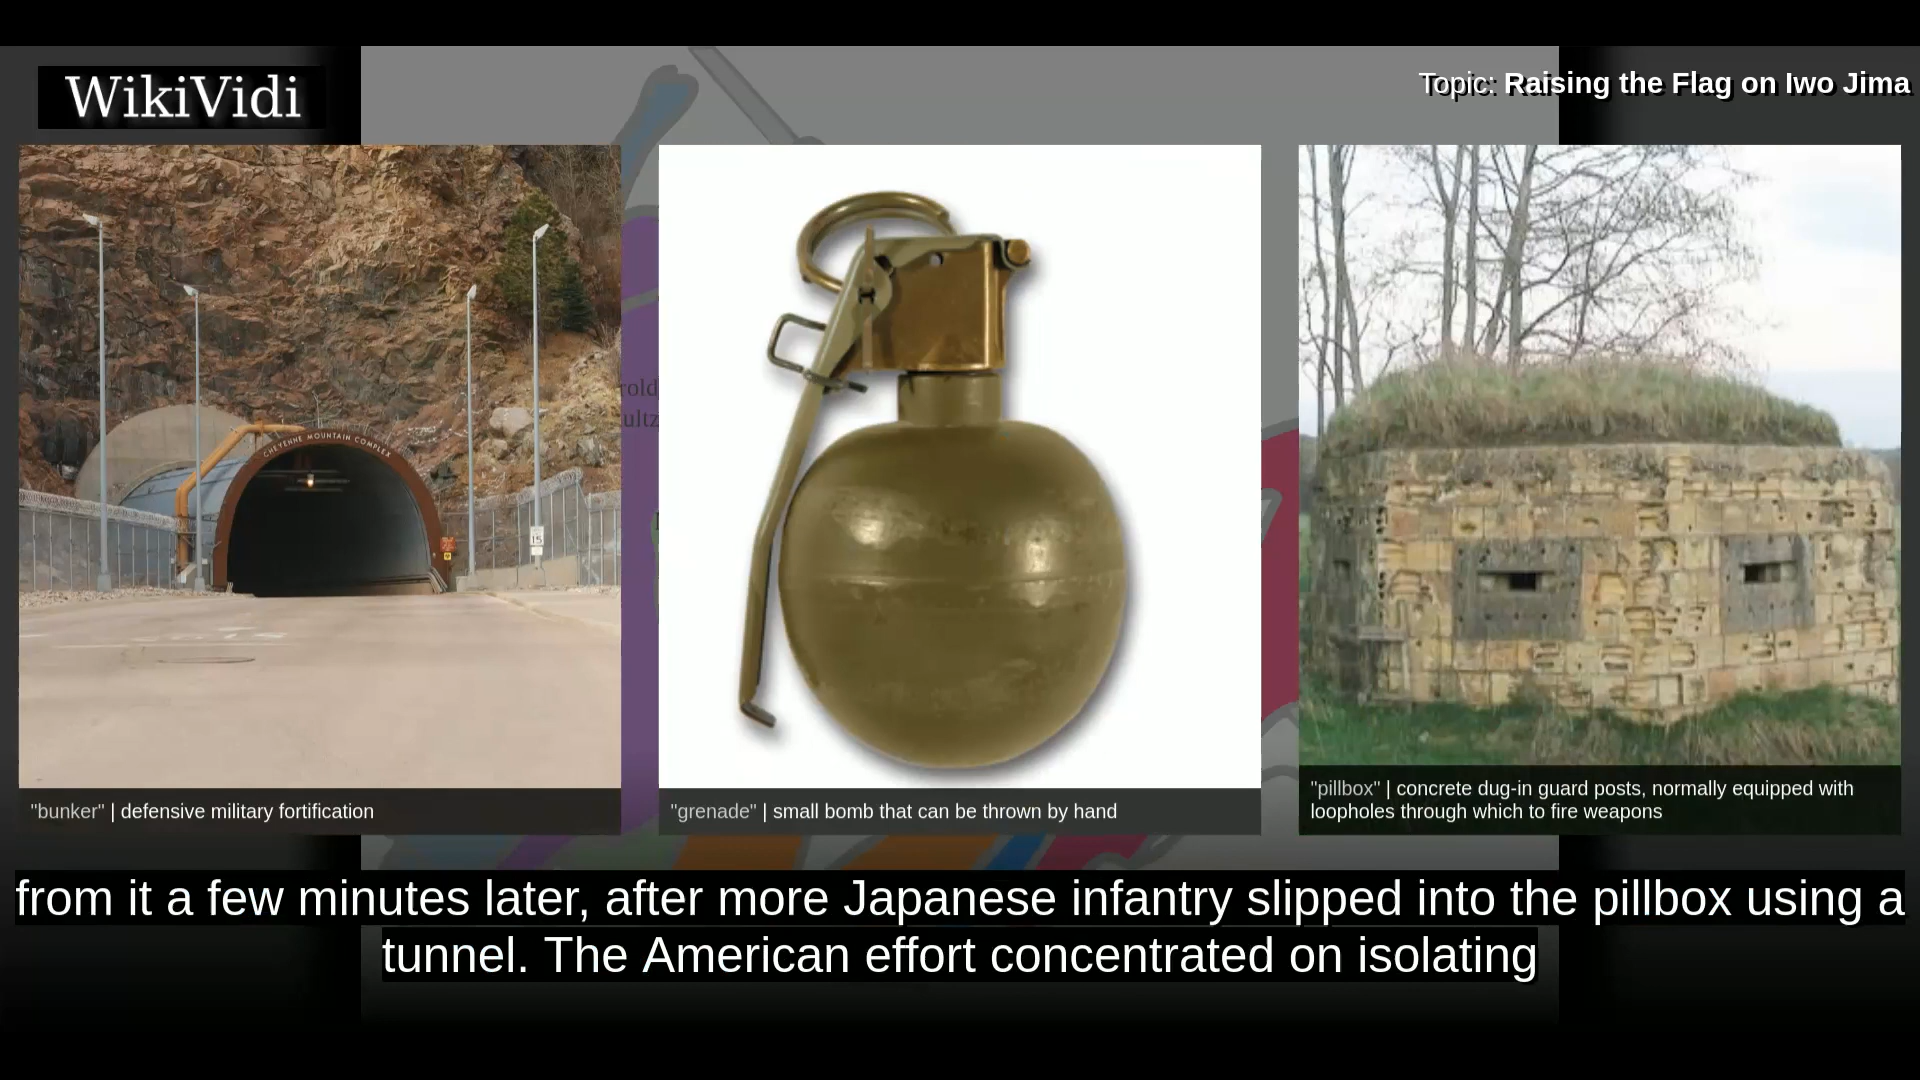 WikiVidi
Topic: Raising the Flag on Iwo Jima
CHEYENNE MOUNTAIN COMPLEX
15
rold
ultz
"bunker" | defensive military fortification
"grenade" | small bomb that can be thrown by hand
"pillbox" | concrete dug-in guard posts, normally equipped with
loopholes through which to fire weapons
from it a few minutes later, after more Japanese infantry slipped into the pillbox using a
tunnel. The American effort concentrated on isolating